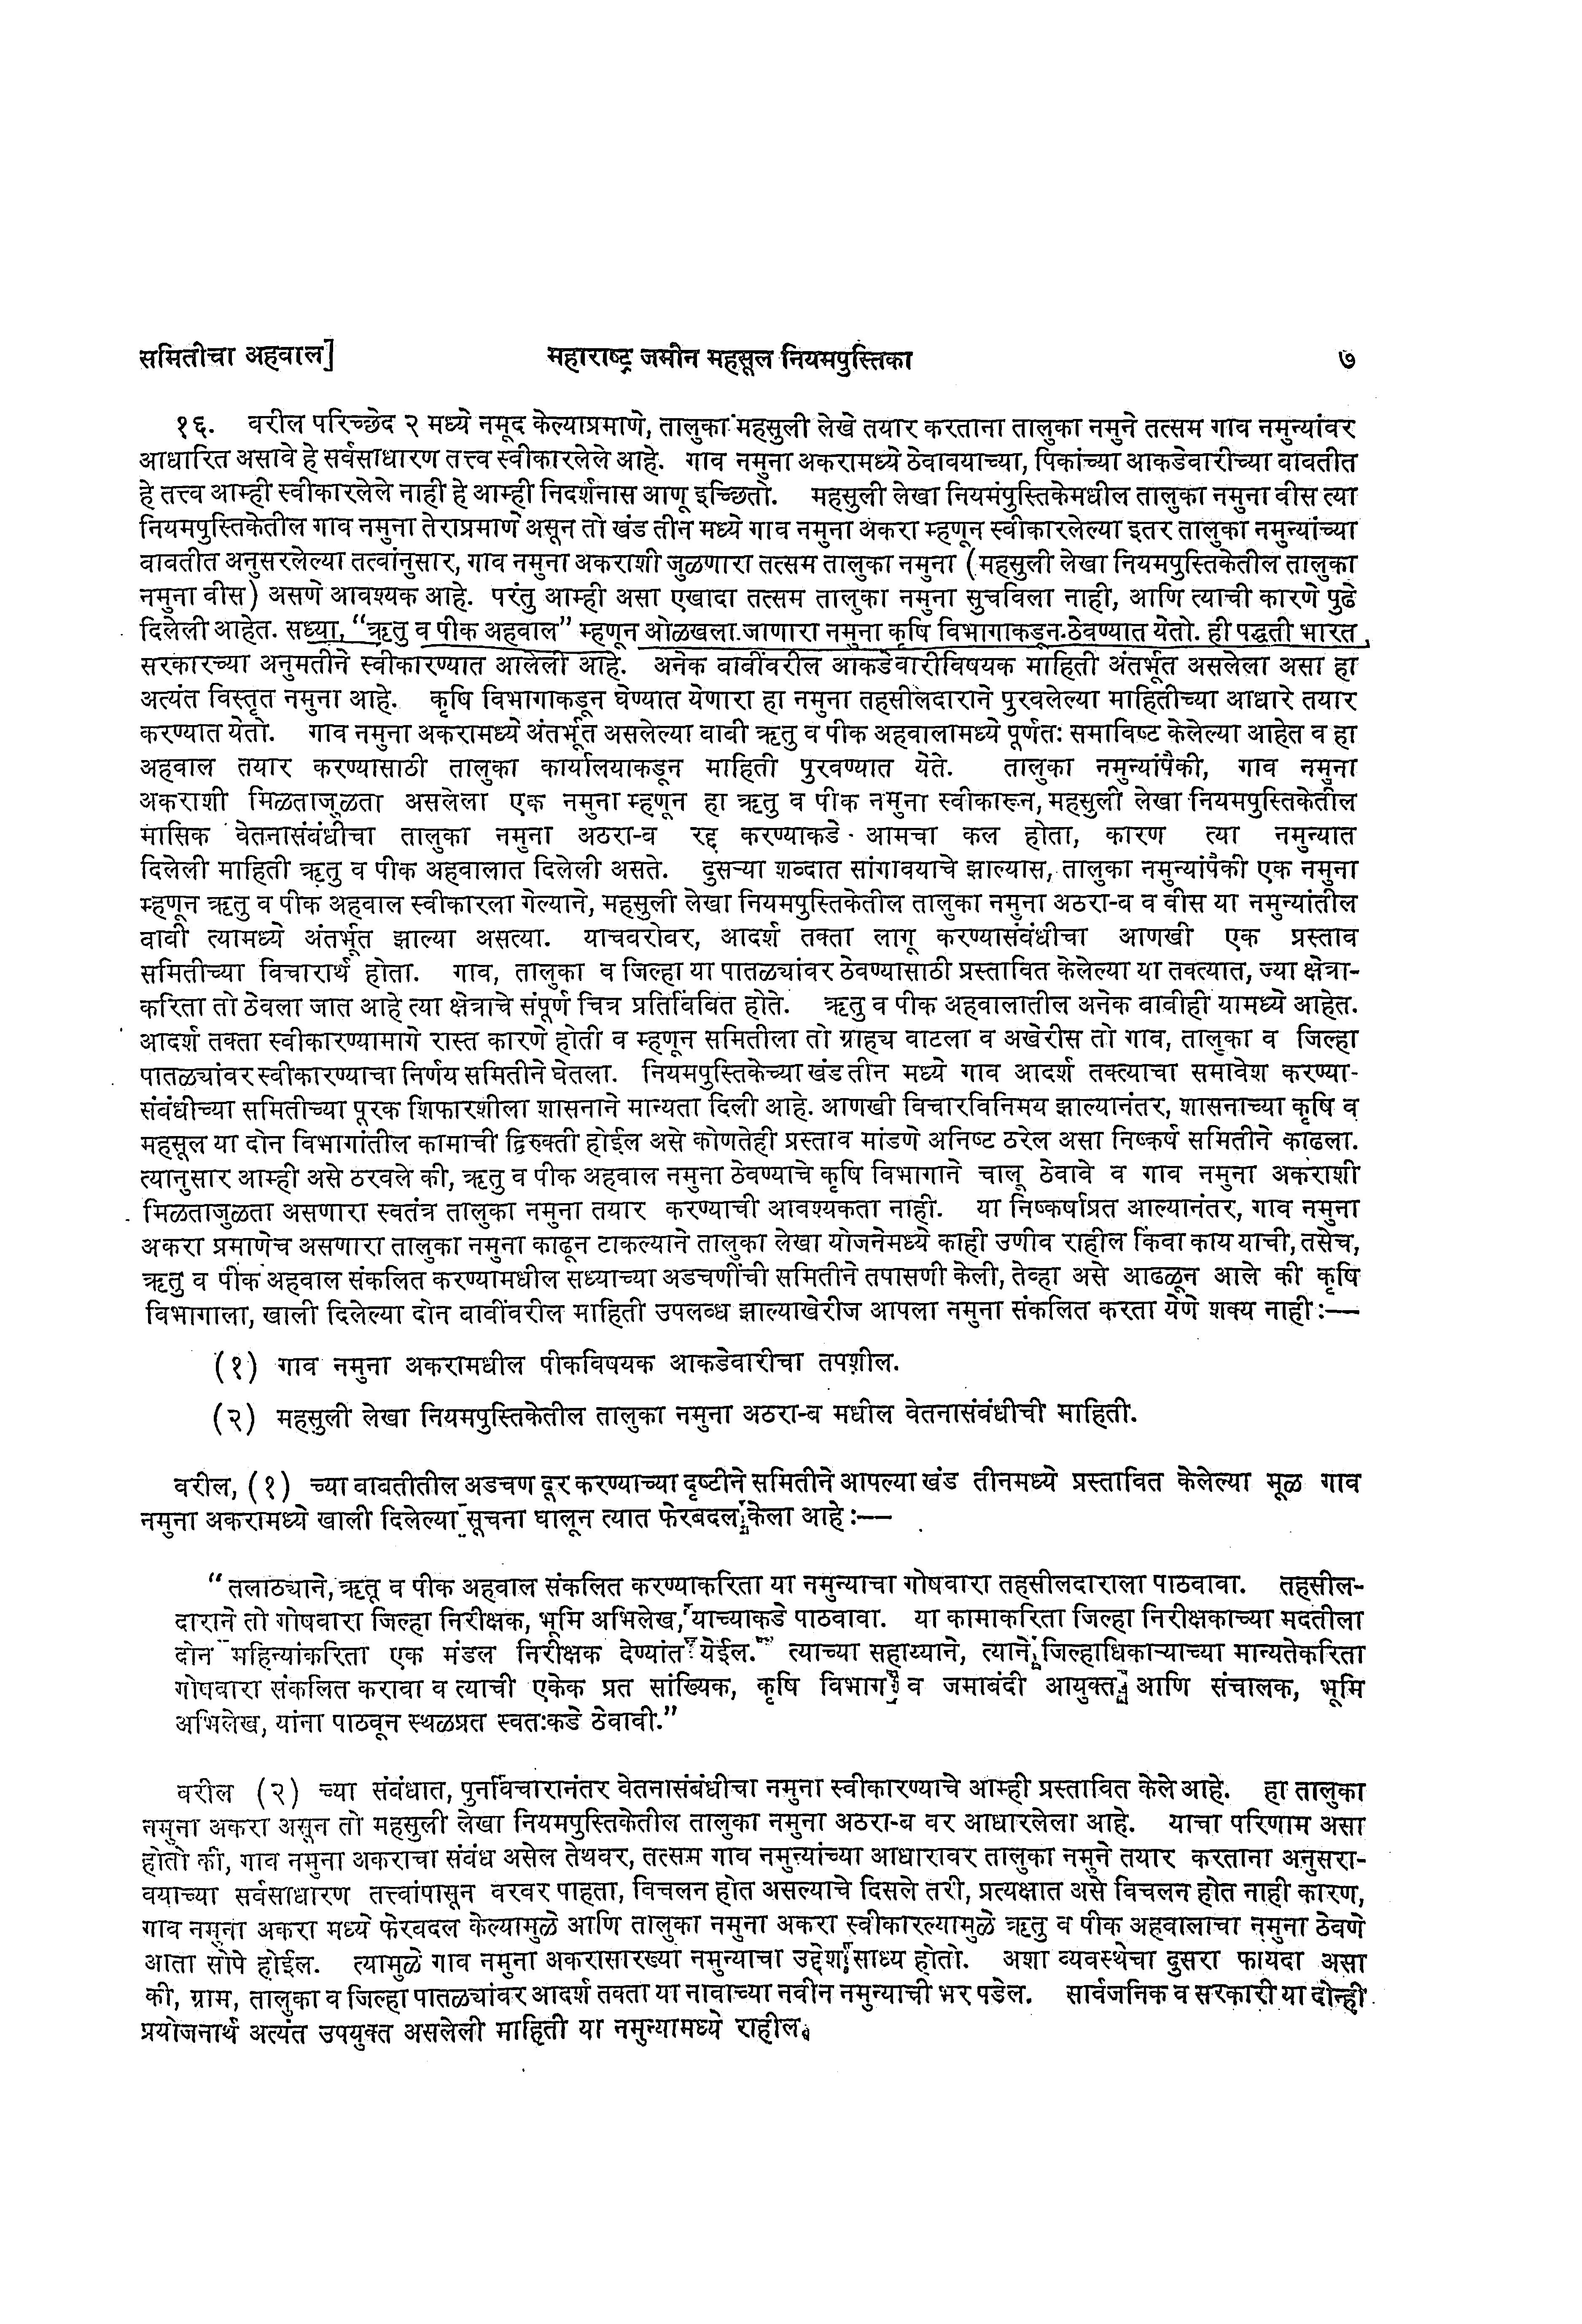 समितीचा अहवाल] महाराष्ट्र जमीन महसूल नियमपुस्तिका ७
१६. वरील परिच्छेद २ मध्ये नमूद केल्याप्रमाणे, तालुका महसुली लेखे तयार करताना तालुका नमुने तत्सम गाव नमुन्यांवर
आधारित असावे हे सर्वसाधारण तत्त्व स्वीकारलेले आहे. गाव नमुना अकरामध्ये ठेवावयाच्या, पिकांच्या आकडेवारीच्या बाबतीत
हे तत्त्व आम्ही स्वीकारलेले नाही हे आम्ही निदर्शनास आणू इच्छितो. महसुली लेखा नियमपुस्तिकेमधील तालुका नमुना वीस त्या
नियमपुस्तिकेतील गाव नमुना तेराप्रमाणे असून तो खंड तीन मध्ये गाव नमुना अकरा म्हणून स्वीकारलेल्या इतर तालुका नमुन्यांच्या
बाबतीत अनुसरलेल्या तत्वांनुसार, गाव नमुना अकराशी जुळणारा तत्सम तालुका नमुना (महसुली लेखा नियमपुस्तिकेतील तालुका
नमुना वीस) असणे आवश्यक आहे. परंतु आम्ही असा एखादा तत्सम तालुका नमुना सुचविला नाही, आणि त्याची कारणे पुढे
दिलेली आहेत. सध्या, “ऋतु व पीक अहवाल” म्हणून ओळखला जाणारा नमुना कृषि विभागाकडून ठेवण्यात येतो. ही पद्धती भारत
सरकारच्या अनुमतीने स्वीकारण्यात आलेली आहे. अनेक बाबींवरील आकडेवारीविषयक माहिती अंतर्भूत असलेला असा हा
अत्यंत विस्तृत नमुना आहे. कृषि विभागाकडून घेण्यात येणारा हा नमुना तहसीलदाराने पुरवलेल्या माहितीच्या आधारे तयार
करण्यात येतो. गाव नमुना अकरामध्ये अंतर्भूत असलेल्या बाबी ऋतु व पीक अहवालामध्ये पूर्णतः समाविष्ट केलेल्या आहेत व हा
अहवाल तयार करण्यासाठी तालुका कार्यालयाकडून माहिती पुरवण्यात येते. तालुका नमुन्यांपैकी, गाव नमुना
अकराशी मिळताजुळता असलेला एक नमुना म्हणून हा ऋतु व पीक नमुना स्वीकारून, महसुली लेखा नियमपुस्तिकेतील
मासिक वेतनासंबंधीचा तालुका नमुना अठरा-ब रद्द करण्याकडे आमचा कल होता, कारण त्या नमुन्यात
दिलेली माहिती ऋतु व पीक अहवालात दिलेली असते. दुसऱ्या शब्दात सांगावयाचे झाल्यास, तालुका नमुन्यांपैकी एक नमुना
म्हणून ऋतु व पीक अहवाल स्वीकारला गेल्याने, महसुली लेखा नियमपुस्तिकेतील तालुका नमुना अठरा-ब व वीस या नमुन्यांतील
बाबी त्यामध्ये अंतर्भूत झाल्या असत्या. याचबरोबर, आदर्श तक्ता लागू करण्यासंबंधीचा आणखी एक प्रस्ताव
समितीच्या विचारार्थ होता. गाव, तालुका व जिल्हा या पातळ्यांवर ठेवण्यासाठी प्रस्तावित केलेल्या या तक्त्यात, ज्या क्षेत्रा-
करिता तो ठेवला जात आहे त्या क्षेत्राचे संपूर्ण चित्र प्रतिबिंबित होते. ऋतु व पीक अहवालातील अनेक बाबीही यामध्ये आहेत.
आदर्श तक्ता स्वीकारण्यामागे रास्त कारणे होती व म्हणून समितीला तो ग्राह्य वाटला व अखेरीस तो गाव, तालुका व जिल्हा
पातळ्यांवर स्वीकारण्याचा निर्णय समितीने घेतला. नियमपुस्तिकेच्या खंड तीन मध्ये गाव आदर्श तक्त्याचा समावेश करण्या-
संबंधीच्या समितीच्या पूरक शिफारशीला शासनाने मान्यता दिली आहे. आणखी विचारविनिमय झाल्यानंतर, शासनाच्या कृषि व
महसूल या दोन विभागांतील कामाची द्विरुक्ती होईल असे कोणतेही प्रस्ताव मांडणे अनिष्ट ठरेल असा निष्कर्ष समितीने काढला.
त्यानुसार आम्ही असे ठरवले की, ऋतु व पीक अहवाल नमुना ठेवण्याचे कृषि विभागाने चालू ठेवावे व गाव नमुना अकराशी
मिळताजुळता असणारा स्वतंत्र तालुका नमुना तयार करण्याची आवश्यकता नाही. या निष्कर्षाप्रत आल्यानंतर, गाव नमुना
अकरा प्रमाणेच असणारा तालुका नमुना काढून टाकल्याने तालुका लेखा योजनेमध्ये काही उणीव राहील किंवा काय याची, तसेच,
ऋतु व पीक अहवाल संकलित करण्यामधील सध्याच्या अडचणींची समितीने तपासणी केली, तेव्हा असे आढळून आले की कृषि
विभागाला, खाली दिलेल्या दोन बाबींवरील माहिती उपलब्ध झाल्याखेरीज आपला नमुना संकलित करता येणे शक्य नाही :—
(१) गाव नमुना अकरामधील पीकविषयक आकडेवारीचा तपशील.
(२) महसुली लेखा नियमपुस्तिकेतील तालुका नमुना अठरा-ब मधील वेतनासंबंधीची माहिती.
वरील, (१) च्या बाबतीतील अडचण दूर करण्याच्या दृष्टीने समितीने आपल्या खंड तीनमध्ये प्रस्तावित केलेल्या मूळ गाव
नमुना अकरामध्ये खाली दिलेल्या सूचना घालून त्यात फेरबदल केला आहे :—
“तलाठ्याने, ऋतू व पीक अहवाल संकलित करण्याकरिता या नमुन्याचा गोषवारा तहसीलदाराला पाठवावा. तहसील-
दाराने तो गोषवारा जिल्हा निरीक्षक, भूमि अभिलेख, याच्याकडे पाठवावा. या कामाकरिता जिल्हा निरीक्षकाच्या मदतीला
दोन महिन्यांकरिता एक मंडल निरीक्षक देण्यांत येईल. त्याच्या सहाय्याने, त्याने जिल्हाधिकाऱ्याच्या मान्यतेकरिता
गोषवारा संकलित करावा व त्याची एकेक प्रत सांख्यिक, कृषि विभाग व जमाबंदी आयुक्त आणि संचालक, भूमि
अभिलेख, यांना पाठवून स्थळप्रत स्वतःकडे ठेवावी.”
वरील (२) च्या संबंधात, पुनर्विचारानंतर वेतनासंबंधीचा नमुना स्वीकारण्याचे आम्ही प्रस्तावित केले आहे. हा तालुका
नमुना अकरा असून तो महसुली लेखा नियमपुस्तिकेतील तालुका नमुना अठरा-ब वर आधारलेला आहे. याचा परिणाम असा
होतो की, गाव नमुना अकराचा संबंध असेल तेथवर, तत्सम गाव नमुन्यांच्या आधारावर तालुका नमुने तयार करताना अनुसरा-
वयाच्या सर्वसाधारण तत्त्वांपासून वरवर पाहता, विचलन होत असल्याचे दिसले तरी, प्रत्यक्षात असे विचलन होत नाही कारण,
गाव नमुना अकरा मध्ये फेरबदल केल्यामुळे आणि तालुका नमुना अकरा स्वीकारल्यामुळे ऋतु व पीक अहवालाचा नमुना ठेवणे
आता सोपे होईल. त्यामुळे गाव नमुना अकरासारख्या नमुन्याचा उद्देश साध्य होतो. अशा व्यवस्थेचा दुसरा फायदा असा
की, ग्राम, तालुका व जिल्हा पातळ्यांवर आदर्श तक्ता या नावाच्या नवीन नमुन्याची भर पडेल. सार्वजनिक व सरकारी या दोन्ही
प्रयोजनार्थ अत्यंत उपयुक्त असलेली माहिती या नमुन्यामध्ये राहील.